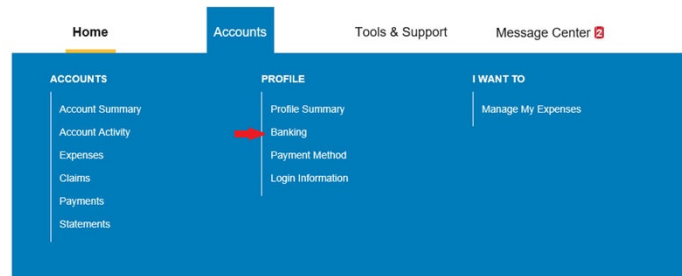 Home
Accounts
Tools & Support
Message Center 2
ACCOUNTS
Account Summary
Account Activity
Expenses
Claims
Payments
Statements
PROFILE
Profile Summary
Banking
Payment Method
Login Information
I WANT TO
Manage My Expenses